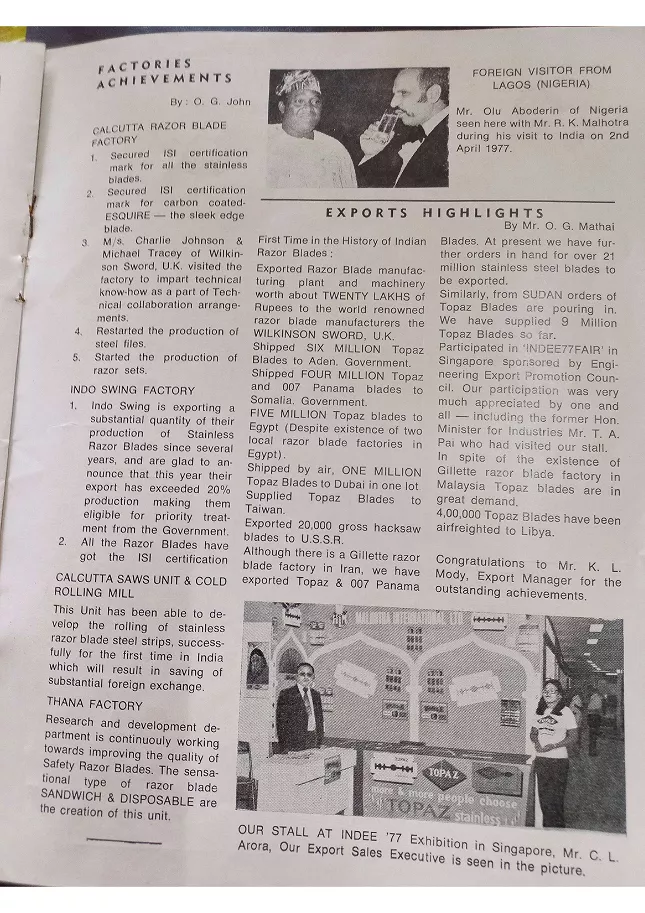 FACTORIES
ACHIEVEMENTS
By : O. G. John
CALCUTTA RAZOR BLADE
FACTORY
1. Secured ISI certification
mark for all the stainless
blades.
2. Secured ISI certification
mark for carbon coated-
ESQUIRE — the sleek edge
blade.
3. M/s. Charlie Johnson &
Michael Tracey of Wilkin-
son Sword, U.K. visited the
factory to impart technical
know-how as a part of Tech-
nical collaboration arrange-
ments.
4. Restarted the production of
steel files.
5. Started the production of
razor sets.
INDO SWING FACTORY
1. Indo Swing is exporting a
substantial quantity of their
production of Stainless
Razor Blades since several
years, and are glad to an-
nounce that this year their
export has exceeded 20%
production making them
eligible for priority treat-
ment from the Government.
2. All the Razor Blades have
got the ISI certification
CALCUTTA SAWS UNIT & COLD
ROLLING MILL
This Unit has been able to de-
velop the rolling of stainless
razor blade steel strips, success-
fully for the first time in India
which will result in saving of
substantial foreign exchange.
THANA FACTORY
Research and development de-
partment is continuouly working
towards improving the quality of
Safety Razor Blades. The sensa-
tional type of razor blade
SANDWICH & DISPOSABLE are
the creation of this unit.
FOREIGN VISITOR FROM
LAGOS (NIGERIA)
Mr. Olu Aboderin of Nigeria
seen here with Mr. R. K. Malhotra
during his visit to India on 2nd
April 1977.
EXPORTS HIGHLIGHTS
By Mr. O. G. Mathai
First Time in the History of Indian
Razor Blades :
Exported Razor Blade manufac-
turing plant and machinery
worth about TWENTY LAKHS of
Rupees to the world renowned
razor blade manufacturers the
WILKINSON SWORD, U.K.
Shipped SIX MILLION Topaz
Blades to Aden. Government.
Shipped FOUR MILLION Topaz
and 007 Panama blades to
Somalia. Government.
FIVE MILLION Topaz blades to
Egypt (Despite existence of two
local razor blade factories in
Egypt).
Shipped by air, ONE MILLION
Topaz Blades to Dubai in one lot
Supplied Topaz Blades to
Taiwan.
Exported 20,000 gross hacksaw
blades to U.S.S.R.
Although there is a Gillette razor
blade factory in Iran, we have
exported Topaz & 007 Panama
Blades. At present we have fur-
ther orders in hand for over 21
million stainless steel blades to
be exported.
Similarly, from SUDAN orders of
Topaz Blades are pouring in.
We have supplied 9 Million
Topaz Blades so far.
Participated in 'INDEE77FAIR' in
Singapore sponsored by Engi-
neering Export Promotion Coun-
cil. Our participation was very
much appreciated by one and
all — including the former Hon.
Minister for Industries Mr. T. A.
Pai who had visited our stall.
In spite of the existence of
Gillette razor blade factory in
Malaysia Topaz blades are in
great demand.
4,00,000 Topaz Blades have been
airfreighted to Libya.
Congratulations to Mr. K. L.
Mody, Export Manager for the
outstanding achievements.
MALHOTRA INTERNATIONAL
TOPAZ
more & more people choose
TOPAZ stainless
OUR STALL AT INDEE '77 Exhibition in Singapore, Mr. C. L.
Arora, Our Export Sales Executive is seen in the picture.